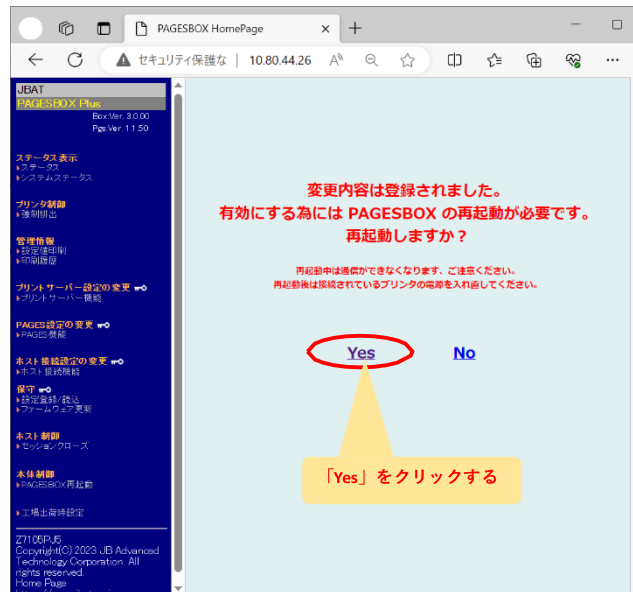 PAGESBOX HomePage
セキュリティ保護な
10.80.44.26
JBAT
PAGESBOX Plus
Box:Ver. 3.0.00
Pgs:Ver. 1.1.50
ステータス表示
ステータス
システムステータス
プリンタ制御
強制排出
管理情報
設定値印刷
印刷履歴
プリントサーバー設定の変更
プリントサーバー機能
PAGES設定の変更
PAGES機能
ホスト接続設定の変更
ホスト接続機能
保守
設定登録/読込
ファームウェア更新
ホスト制御
セッションクローズ
本体制御
PAGESBOX再起動
工場出荷時設定
Z7105PJ5
Copyright(C) 2023 JB Advanced
Technology Corporation. All
rights reserved.
Home Page
変更内容は登録されました。
有効にする為には PAGESBOX の再起動が必要です。
再起動しますか？
再起動中は通信ができなくなります、ご注意ください。
再起動後は接続されているプリンタの電源を入れ直してください。
Yes No
「Yes」をクリックする